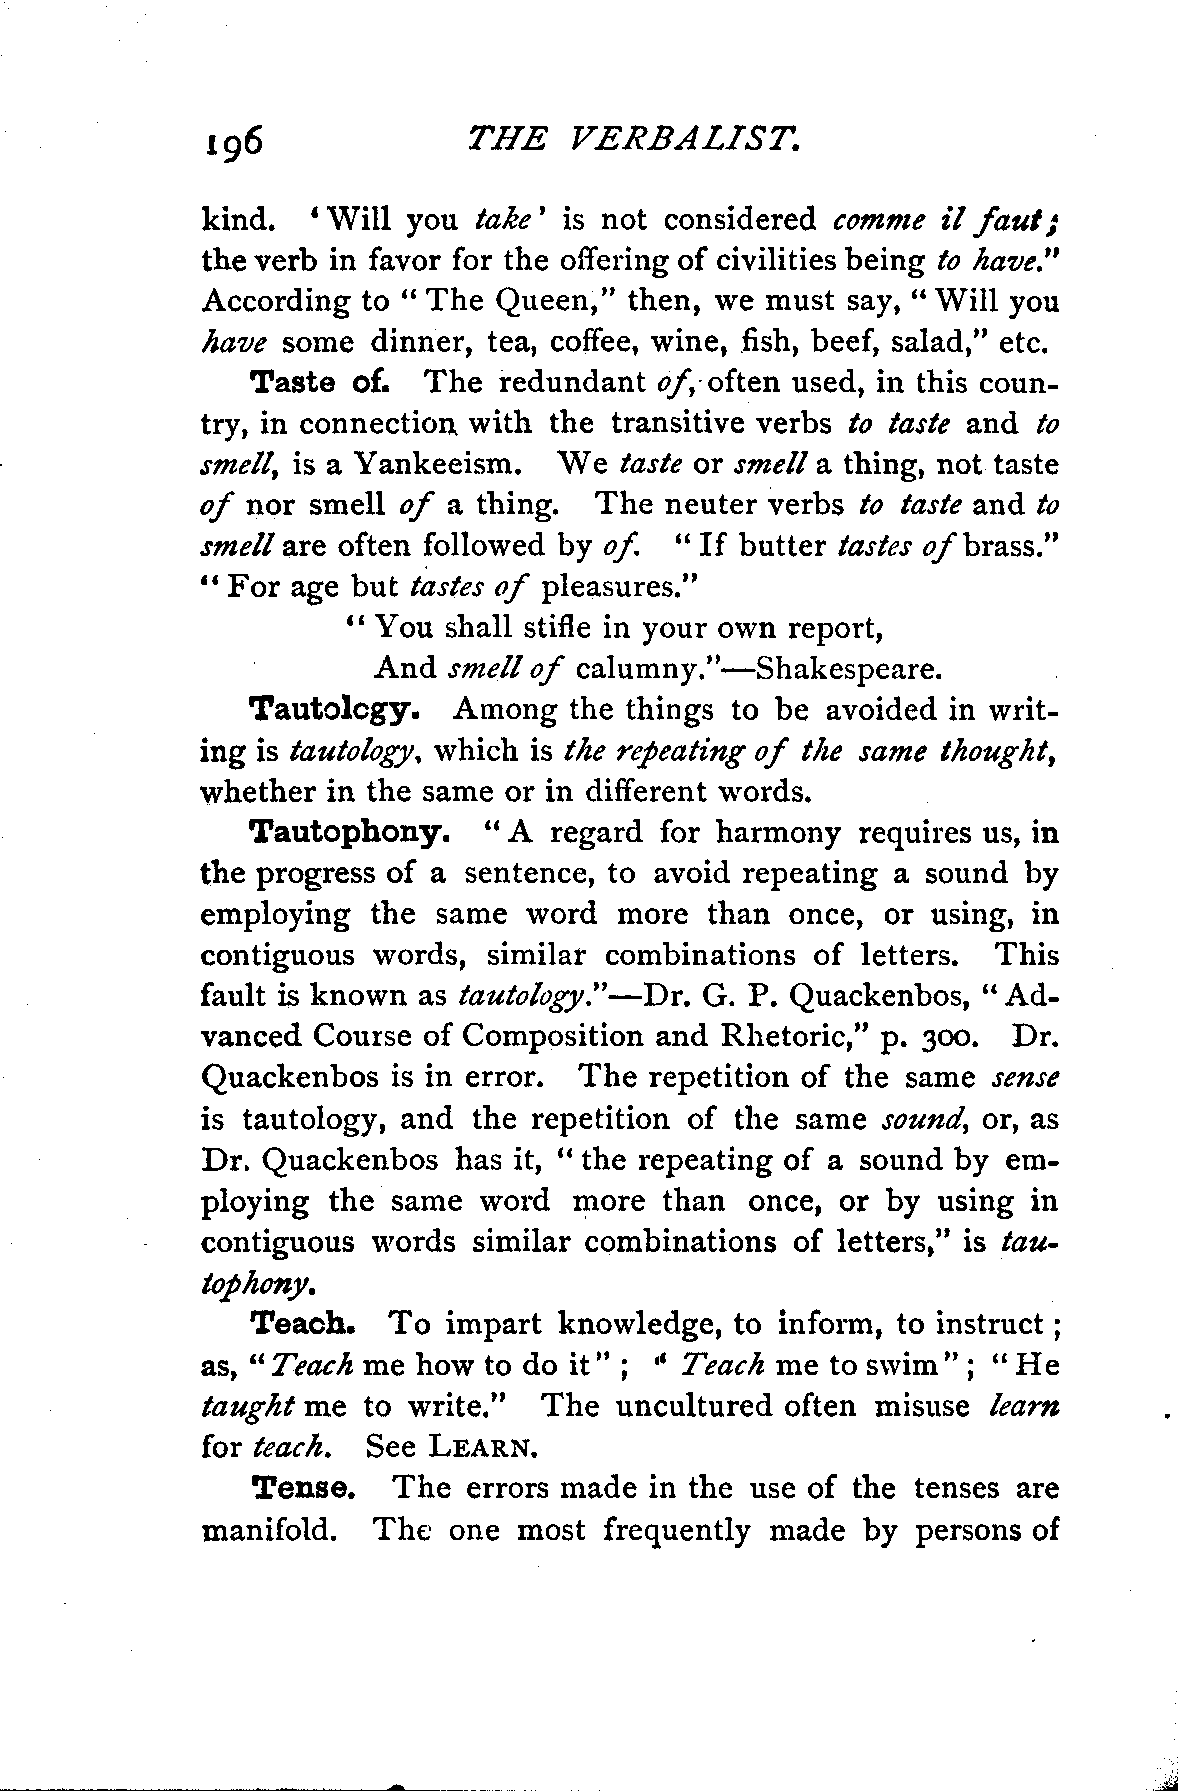 196 THE VERBALIST.
kind. ‘Will you take’ is not considered comme il faut;
the verb in favor for the offering of civilities being to have.”
According to “The Queen,” then, we must say, “Will you
have some dinner, tea, coffee, wine, fish, beef, salad,” etc.
Taste of. The redundant of, often used, in this coun-
try, in connection with the transitive verbs to taste and to
smell, is a Yankeeism. We taste or smell a thing, not taste
of nor smell of a thing. The neuter verbs to taste and to
smell are often followed by of. “If butter tastes of brass.”
“For age but tastes of pleasures.”
“You shall stifle in your own report,
And smell of calumny.”—Shakespeare.
Tautology. Among the things to be avoided in writ-
ing is tautology, which is the repeating of the same thought,
whether in the same or in different words.
Tautophony. “A regard for harmony requires us, in
the progress of a sentence, to avoid repeating a sound by
employing the same word more than once, or using, in
contiguous words, similar combinations of letters. This
fault is known as tautology.”—Dr. G. P. Quackenbos, “Ad-
vanced Course of Composition and Rhetoric,” p. 300. Dr.
Quackenbos is in error. The repetition of the same sense
is tautology, and the repetition of the same sound, or, as
Dr. Quackenbos has it, “the repeating of a sound by em-
ploying the same word more than once, or by using in
contiguous words similar combinations of letters,” is tau-
tophony.
Teach. To impart knowledge, to inform, to instruct;
as, “Teach me how to do it”; “Teach me to swim”; “He
taught me to write.” The uncultured often misuse learn
for teach. See LEARN.
Tense. The errors made in the use of the tenses are
manifold. The one most frequently made by persons of